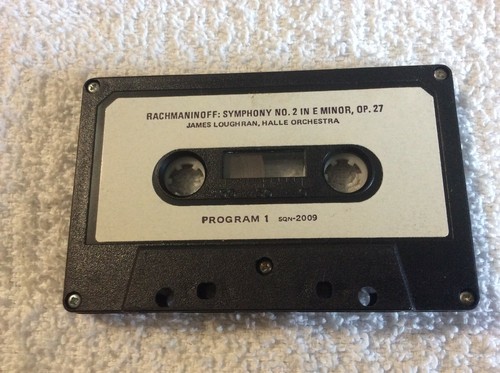 RACHMANINOFF: SYMPHONY NO. 2 IN E MINOR, OP. 27
JAMES LOUGHRAN, HALLE ORCHESTRA
PROGRAM 1 SQN-2009